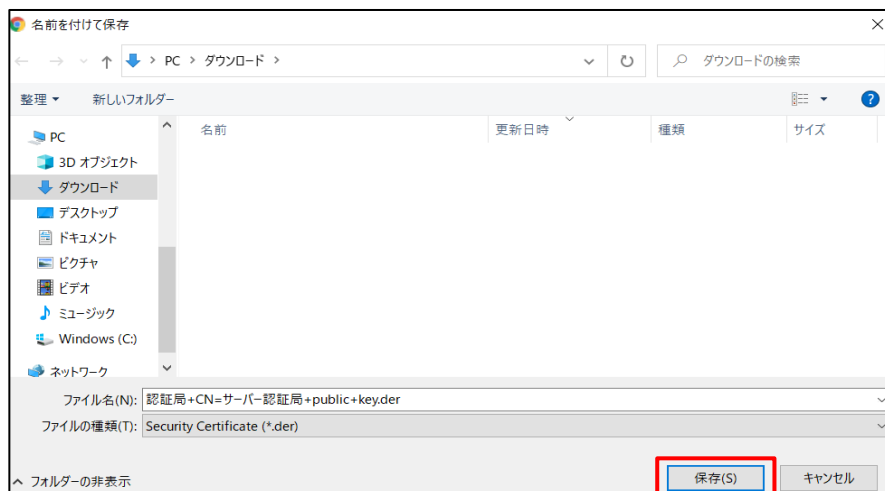 名前を付けて保存
PC > ダウンロード >
ダウンロードの検索
整理 新しいフォルダー
名前 更新日時 種類 サイズ
PC
3D オブジェクト
ダウンロード
デスクトップ
ドキュメント
ピクチャ
ビデオ
ミュージック
Windows (C:)
ネットワーク
ファイル名(N): 認証局+CN=サーバー認証局+public+key.der
ファイルの種類(T): Security Certificate (*.der)
フォルダーの非表示
保存(S) キャンセル